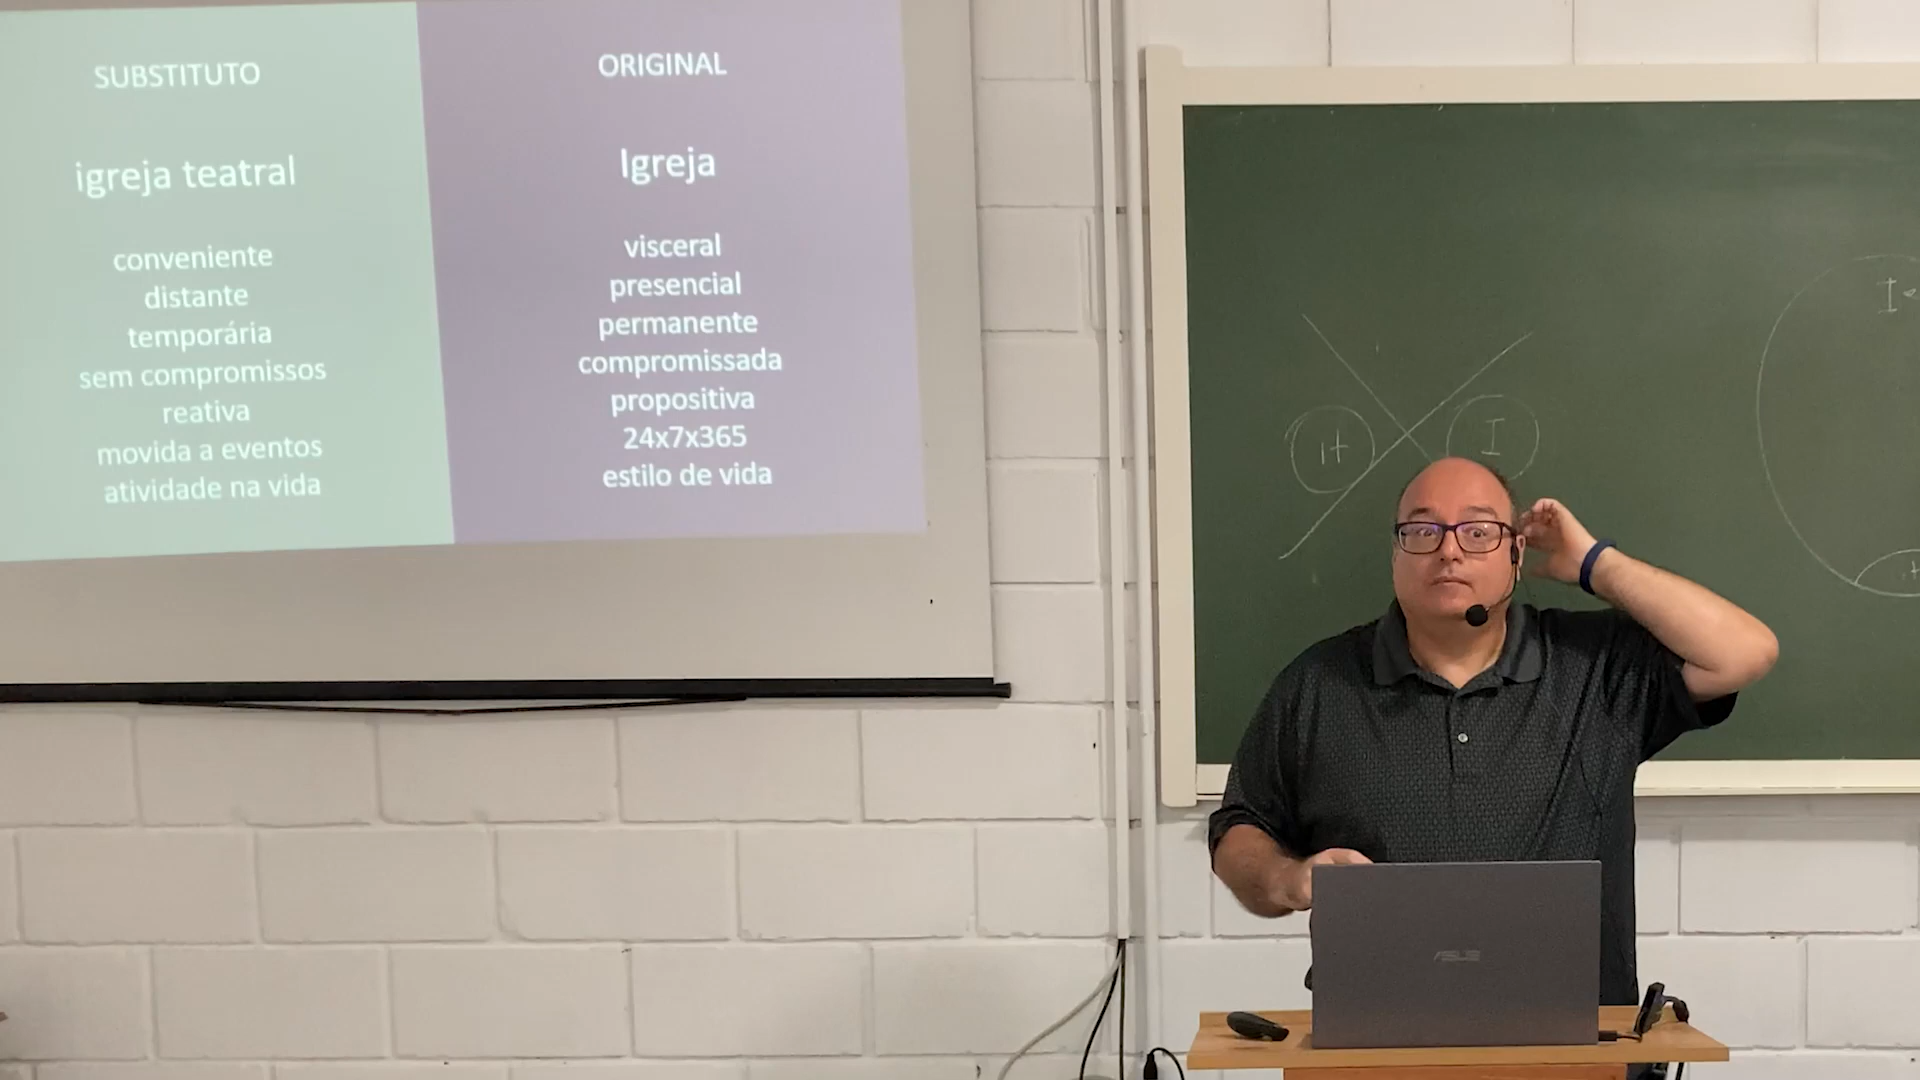 SUBSTITUTO
igreja teatral
conveniente
distante
temporária
sem compromissos
reativa
movida a eventos
atividade na vida
ORIGINAL
Igreja
visceral
presencial
permanente
compromissada
propositiva
24x7x365
estilo de vida
I
ASUS